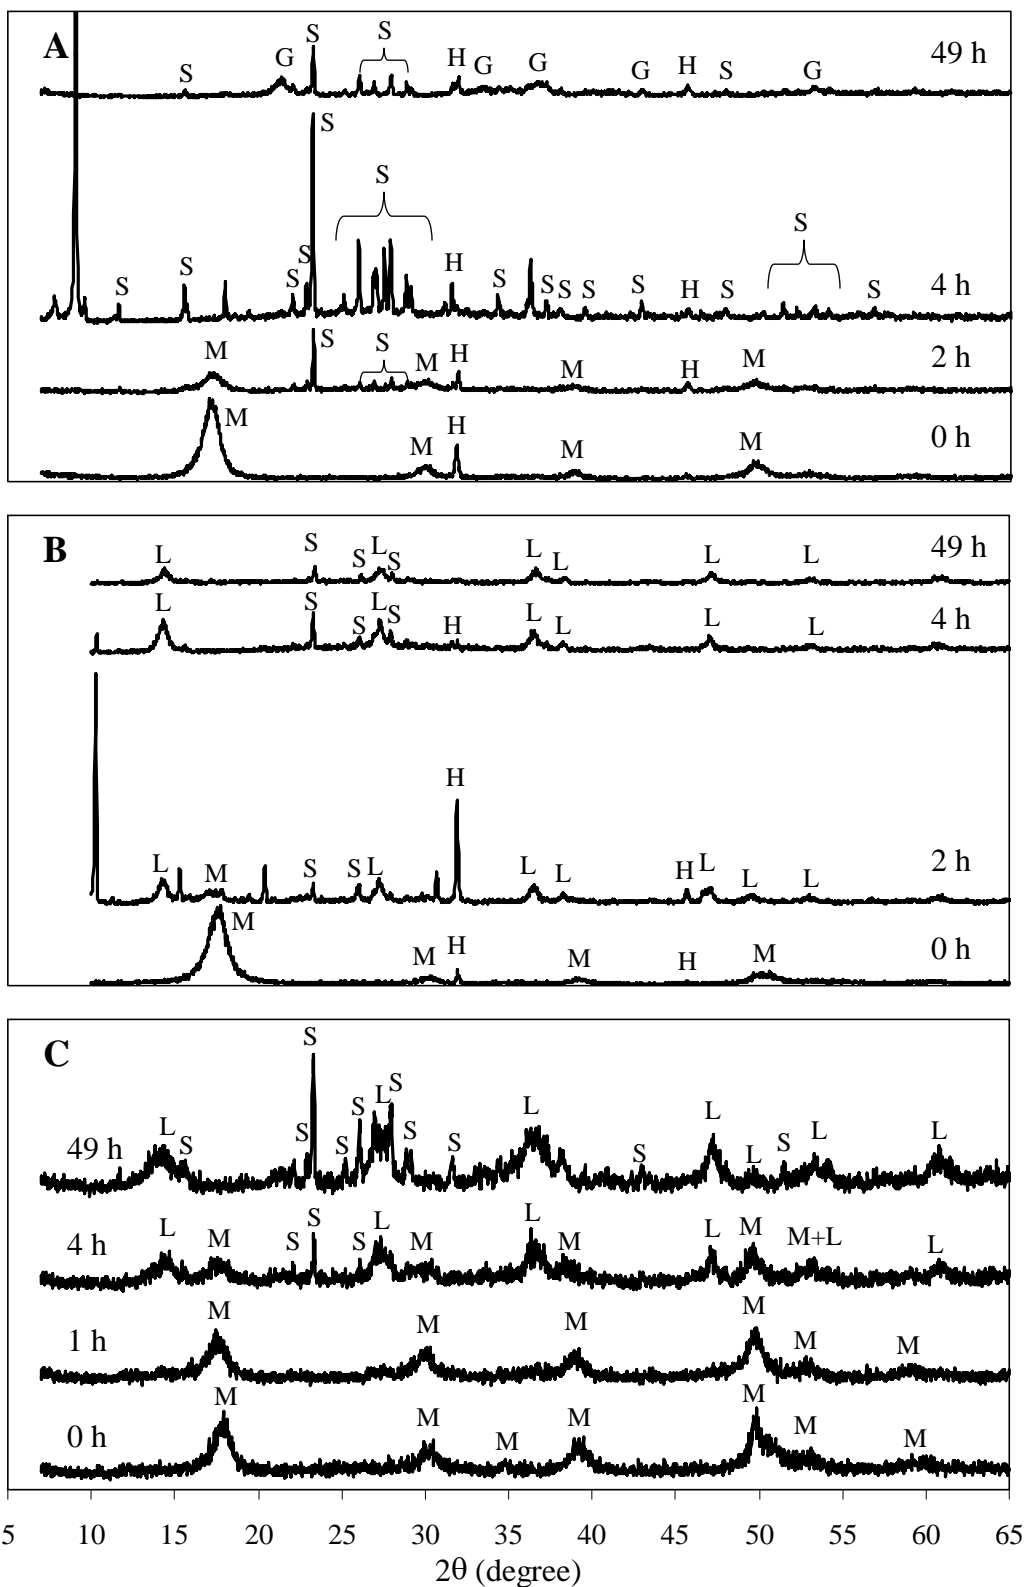 A
S G S S H G G G H S G 49 h
S
S S S S S H S S S S S H S S S 4 h
M S S M H M H M 2 h
M M H M M 0 h
B
L S S L S L L L L 49 h
L S S L S H L L L L 4 h
H
L M S S L L L H L L L 2 h
M M H M H M 0 h
C
S
49 h L S S S S L S S S L S L L S L L
4 h L M S S S L M L M L M M+L L
1 h M M M M M M
0 h M M M M M M M
5 10 15 20 25 30 35 40 45 50 55 60 65
2θ (degree)